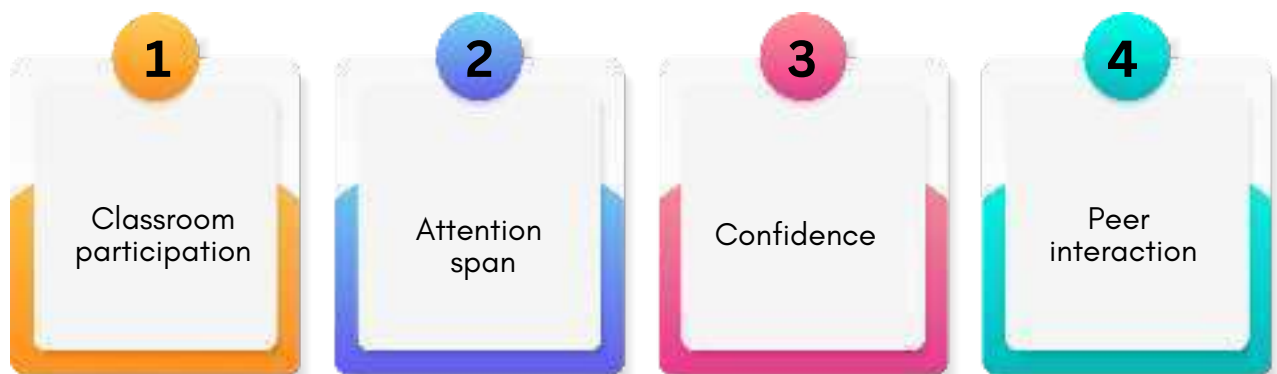 1
Classroom
participation
2
Attention
span
3
Confidence
4
Peer
interaction